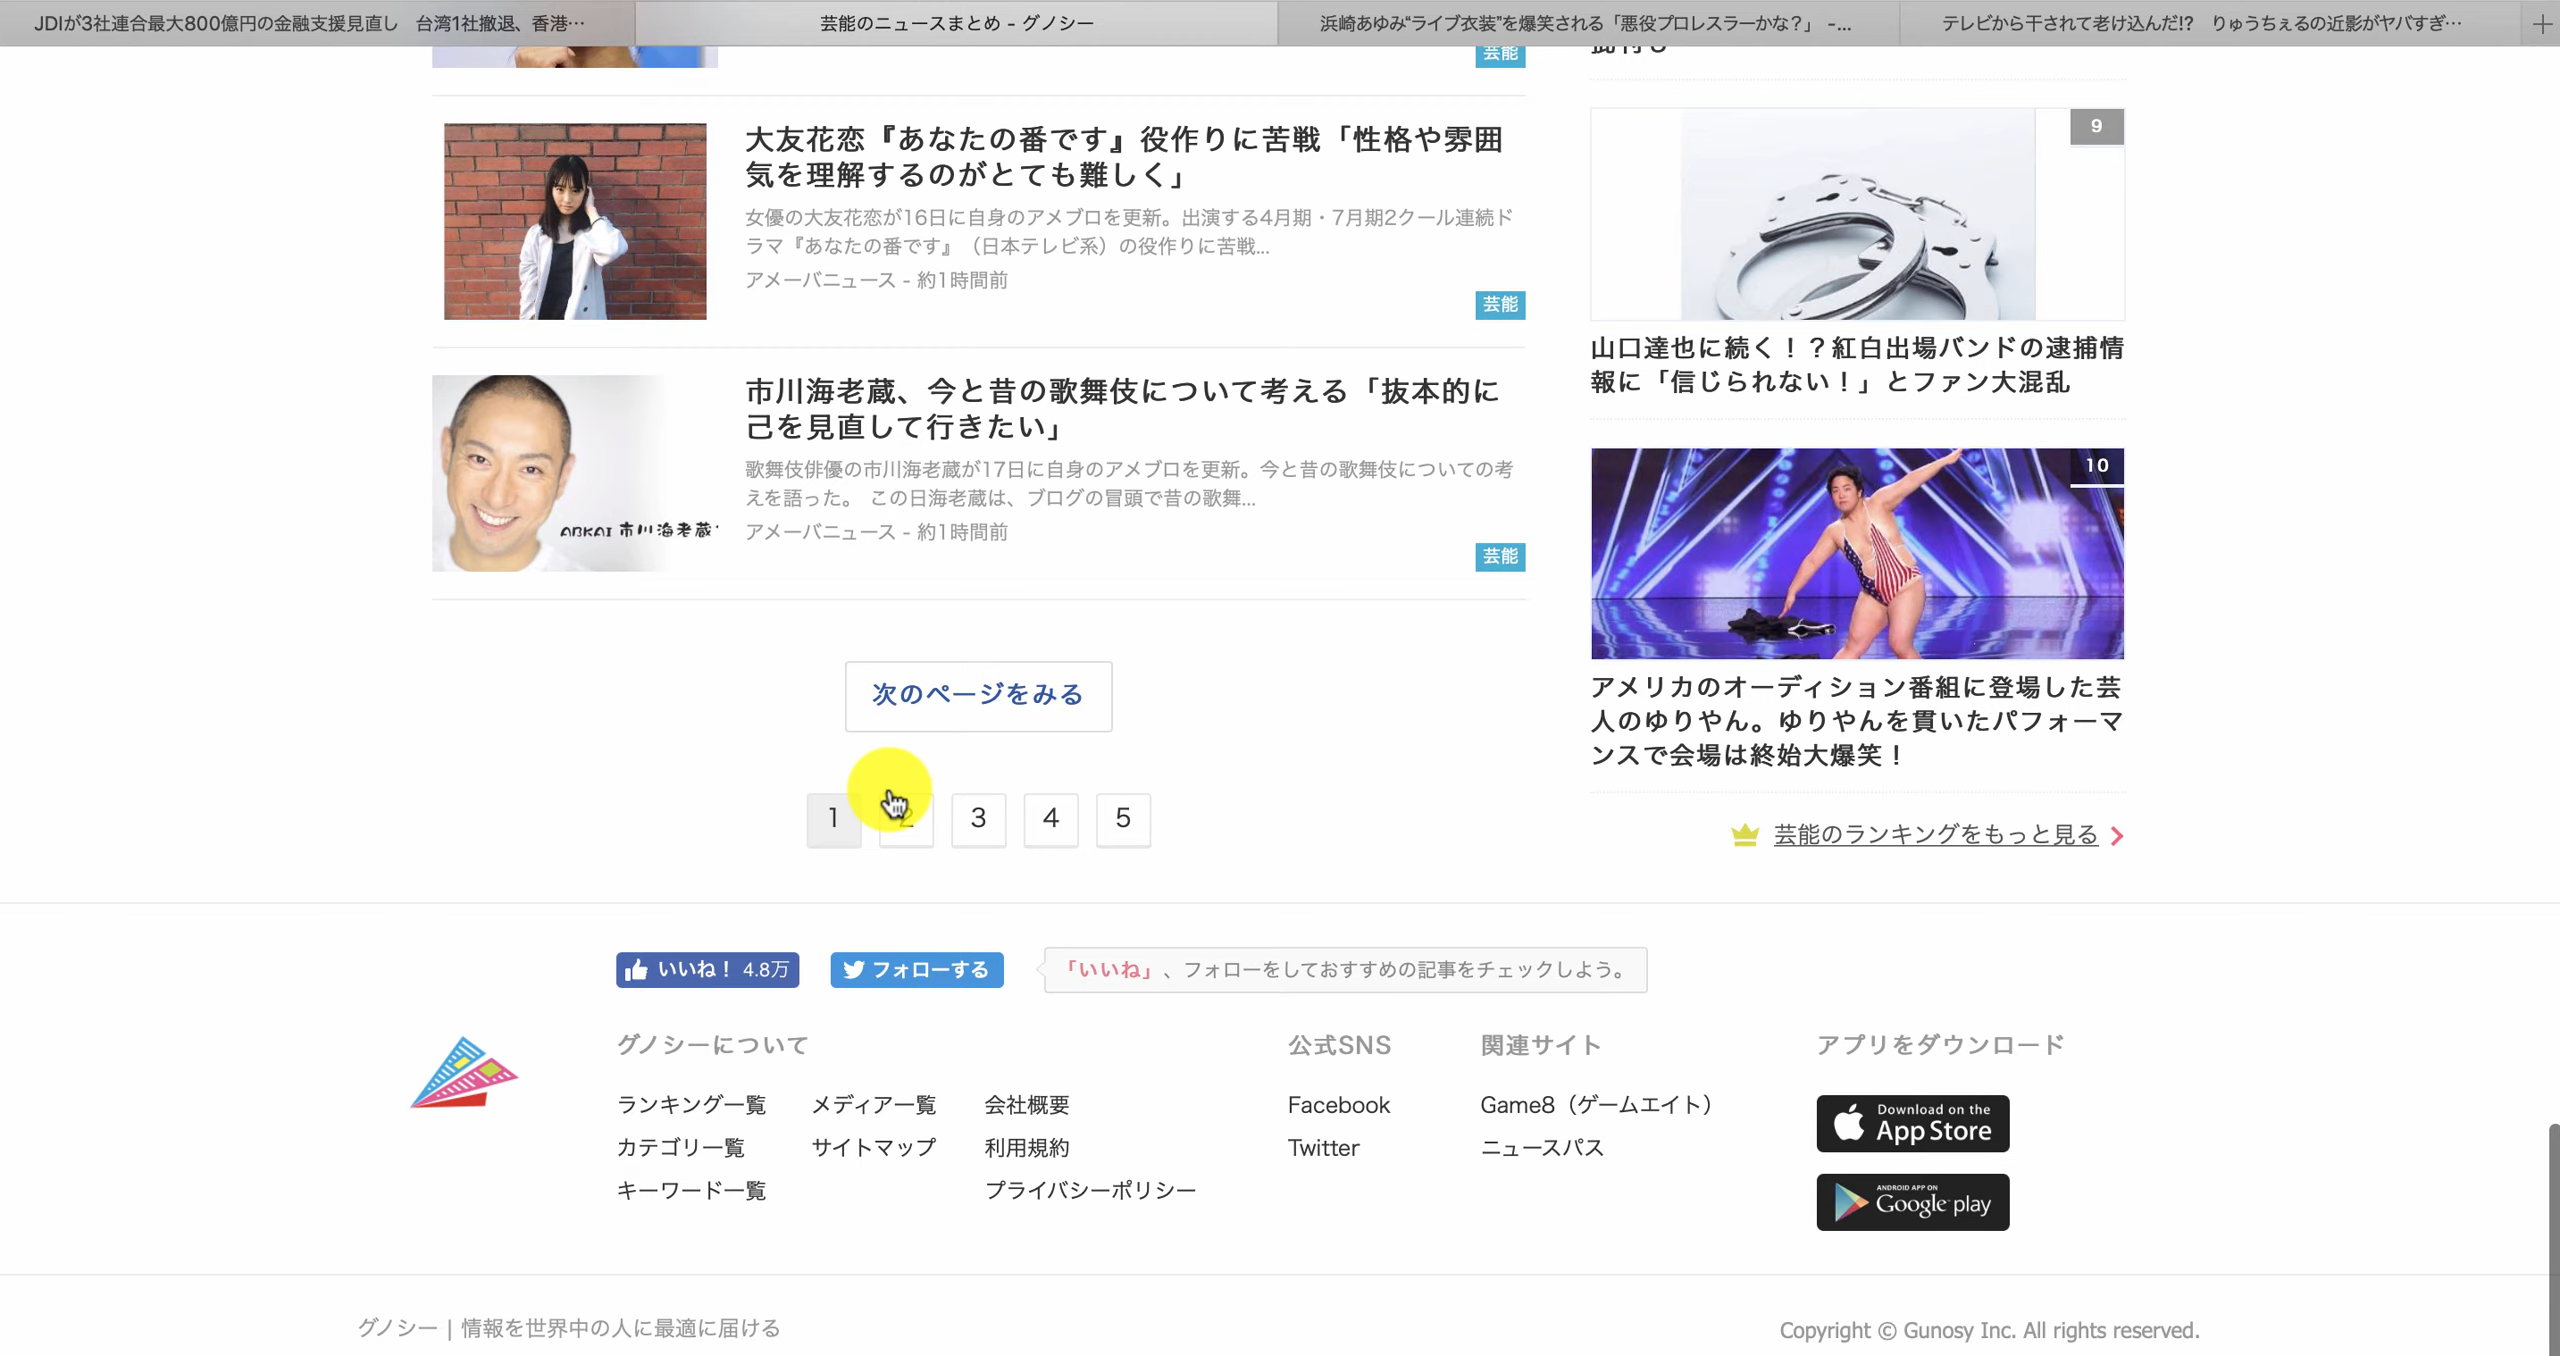 JDIが3社連合最大800億円の金融支援見直し 台湾1社撤退、香港…
芸能のニュースまとめ - グノシー
浜崎あゆみ“ライブ衣装”を爆笑される「悪役プロレスラーかな？」 -...
テレビから干されて老け込んだ!? りゅうちぇるの近影がヤバすぎ…
芸能
大友花恋『あなたの番です』役作りに苦戦「性格や雰囲
気を理解するのがとても難しく」
女優の大友花恋が16日に自身のアメブロを更新。出演する4月期・7月期2クール連続ド
ラマ『あなたの番です』（日本テレビ系）の役作りに苦戦...
アメーバニュース - 約1時間前
芸能
市川海老蔵、今と昔の歌舞伎について考える「抜本的に
己を見直して行きたい」
歌舞伎俳優の市川海老蔵が17日に自身のアメブロを更新。今と昔の歌舞伎についての考
えを語った。 この日海老蔵は、ブログの冒頭で昔の歌舞...
アメーバニュース - 約1時間前
ABKAI 市川海老蔵
芸能
次のページをみる
1 2 3 4 5
9
山口達也に続く！？紅白出場バンドの逮捕情
報に「信じられない！」とファン大混乱
10
アメリカのオーディション番組に登場した芸
人のゆりやん。ゆりやんを貫いたパフォーマ
ンスで会場は終始大爆笑！
芸能のランキングをもっと見る
いいね！ 4.8万
フォローする
「いいね」、フォローをしておすすめの記事をチェックしよう。
グノシーについて
ランキング一覧
カテゴリ一覧
キーワード一覧
メディア一覧
サイトマップ
会社概要
利用規約
プライバシーポリシー
公式SNS
Facebook
Twitter
関連サイト
Game8（ゲームエイト）
ニュースパス
アプリをダウンロード
Download on the
App Store
ANDROID APP ON
Google play
グノシー | 情報を世界中の人に最適に届ける
Copyright © Gunosy Inc. All rights reserved.